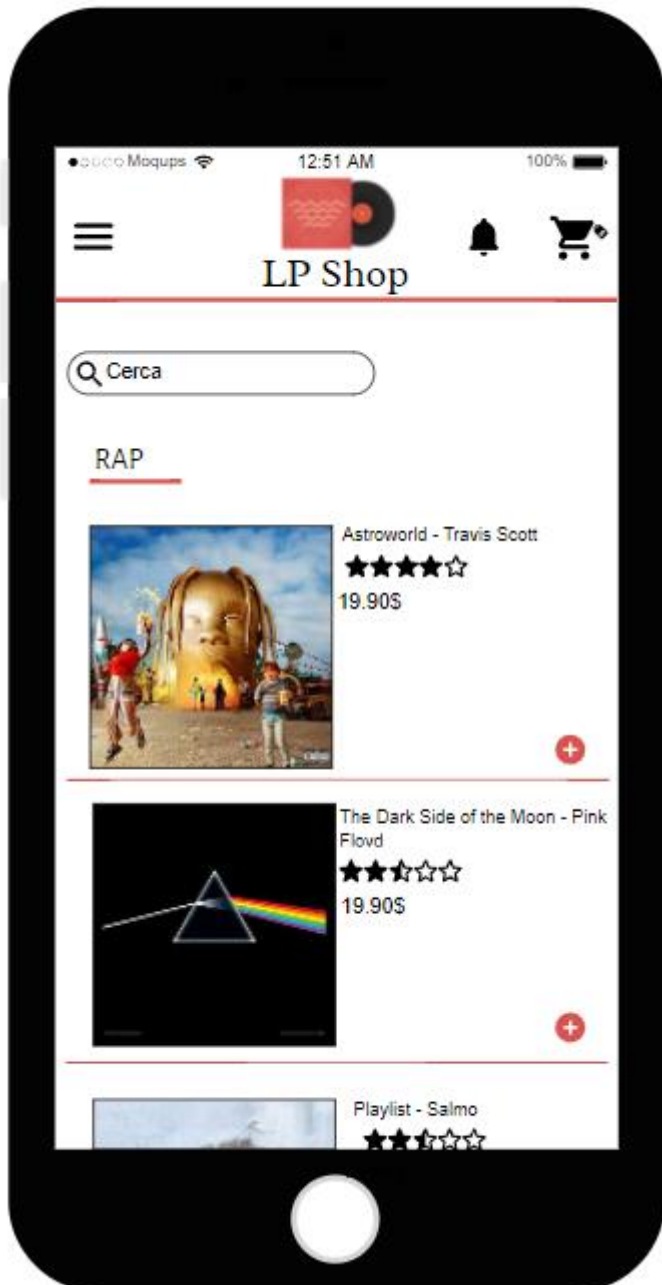 Moqups 12:51 AM 100%
LP Shop
Cerca
RAP
Astroworld - Travis Scott
19.90$
The Dark Side of the Moon - Pink
Floyd
19.90$
Playlist - Salmo